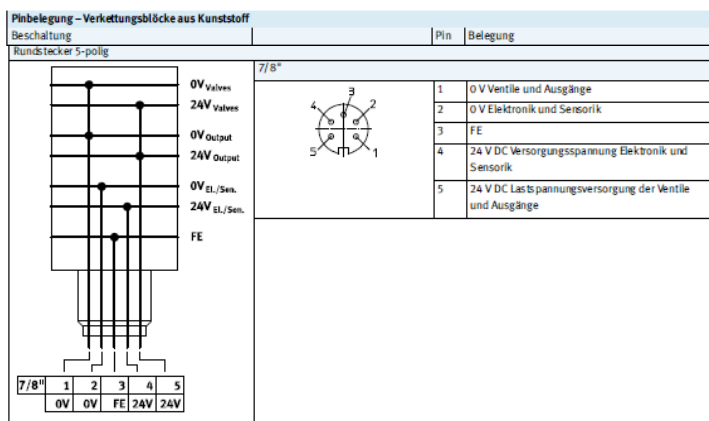 Pinbelegung – Verkettungsblöcke aus Kunststoff
Beschaltung Pin Belegung
Rundstecker 5-polig
7/8"
0V Valves
24V Valves
0V Output
24V Output
0V El./Sen.
24V El./Sen.
FE
3
4 2
5 1
1 0 V Ventile und Ausgänge
2 0 V Elektronik und Sensorik
3 FE
4 24 V DC Versorgungsspannung Elektronik und
Sensorik
5 24 V DC Lastspannungsversorgung der Ventile
und Ausgänge
7/8" 1 2 3 4 5
0V 0V FE 24V 24V